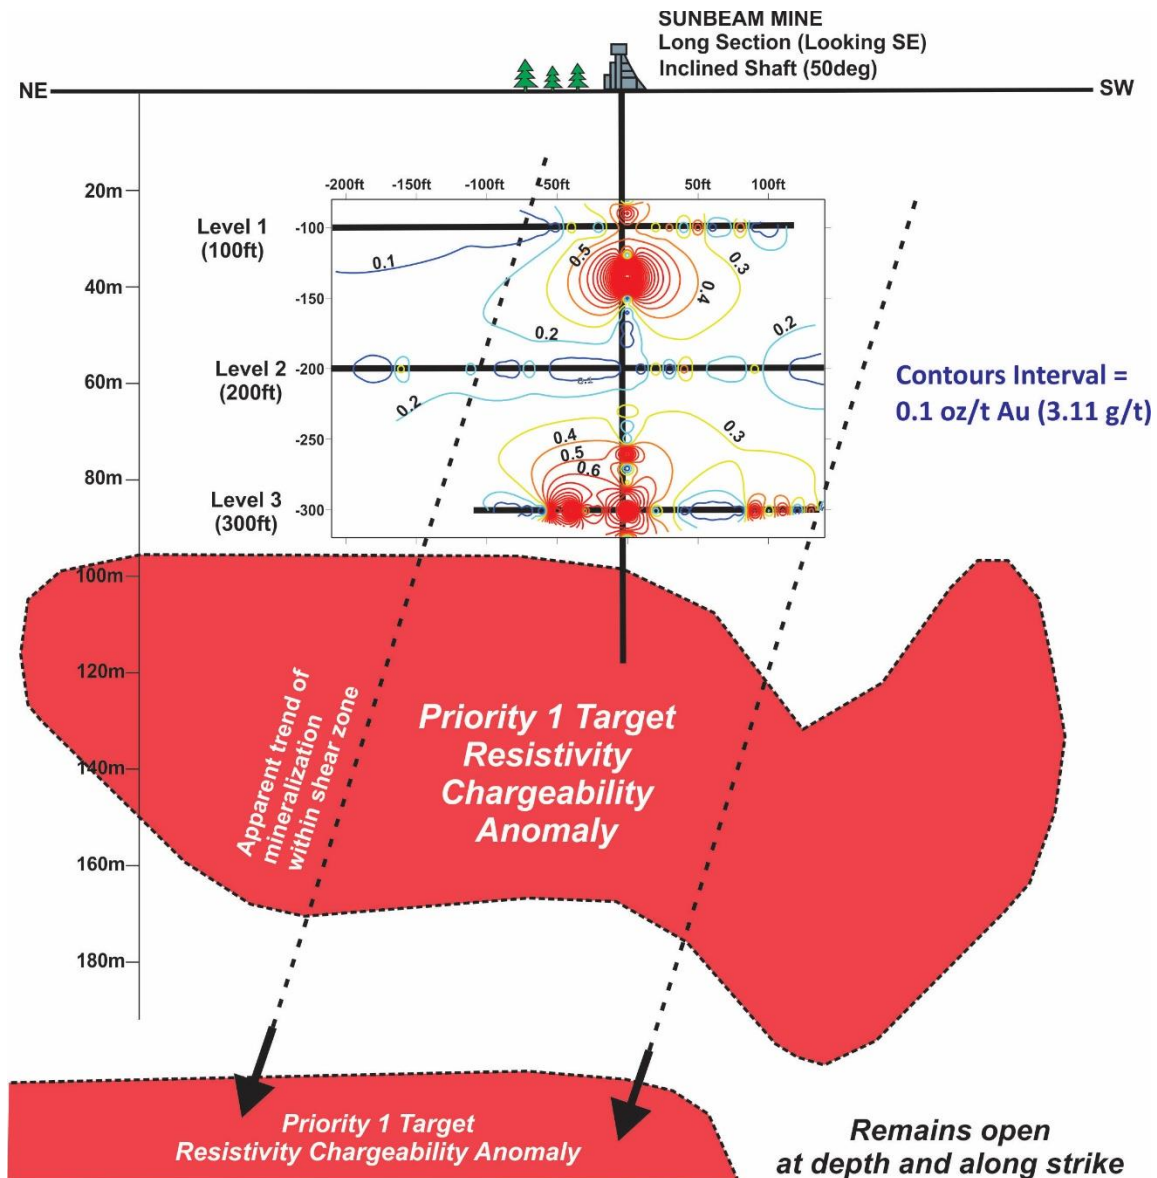 SUNBEAM MINE
Long Section (Looking SE)
Inclined Shaft (50deg)
NE
SW
20m
40m
60m
80m
100m
120m
140m
160m
180m
-200ft
-150ft
-100ft
-50ft
50ft
100ft
Level 1
(100ft)
Level 2
(200ft)
Level 3
(300ft)
-100
-150
-200
-250
-300
0.1
0.5
0.3
0.4
0.2
0.2
0.2
0.4
0.5
0.6
0.3
Contours Interval =
0.1 oz/t Au (3.11 g/t)
Apparent trend of
mineralization
within shear zone
Priority 1 Target
Resistivity
Chargeability
Anomaly
Priority 1 Target
Resistivity Chargeability Anomaly
Remains open
at depth and along strike